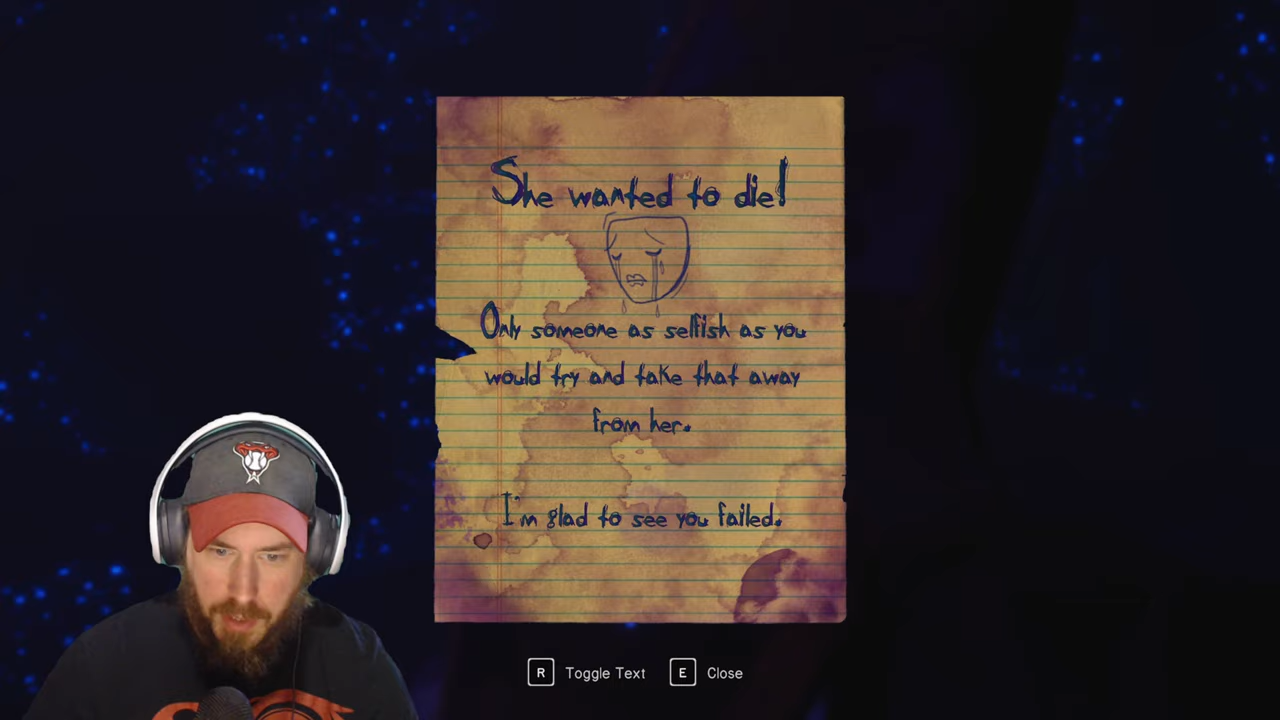 She wanted to die!
Only someone as selfish as you
would try and take that away
from her.
I'm glad to see you failed.
R Toggle Text E Close